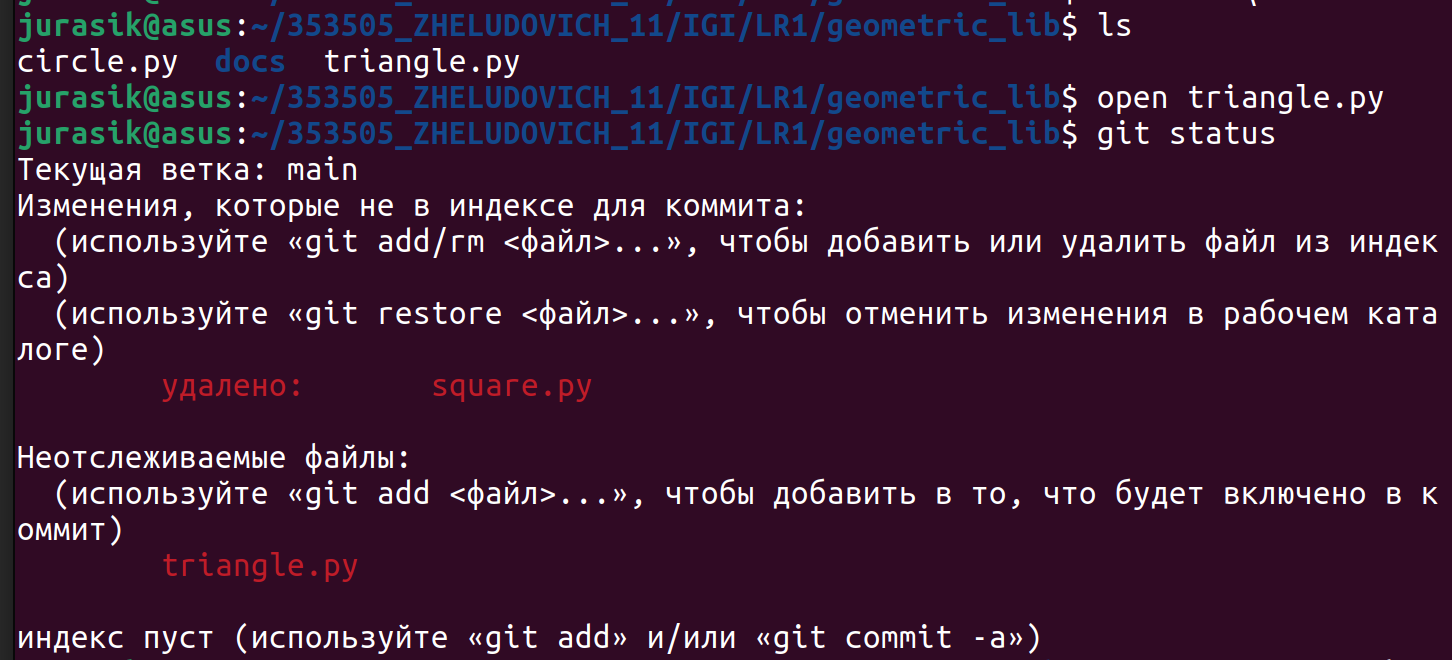 jurasik@asus:~/353505_ZHELUDOVICH_11/IGI/LR1/geometric_lib$ ls
circle.py  docs  triangle.py
jurasik@asus:~/353505_ZHELUDOVICH_11/IGI/LR1/geometric_lib$ open triangle.py
jurasik@asus:~/353505_ZHELUDOVICH_11/IGI/LR1/geometric_lib$ git status
Текущая ветка: main
Изменения, которые не в индексе для коммита:
  (используйте «git add/rm <файл>...», чтобы добавить или удалить файл из индек
са)
  (используйте «git restore <файл>...», чтобы отменить изменения в рабочем ката
логе)
        удалено:       square.py

Неотслеживаемые файлы:
  (используйте «git add <файл>...», чтобы добавить в то, что будет включено в к
оммит)
        triangle.py

индекс пуст (используйте «git add» и/или «git commit -a»)